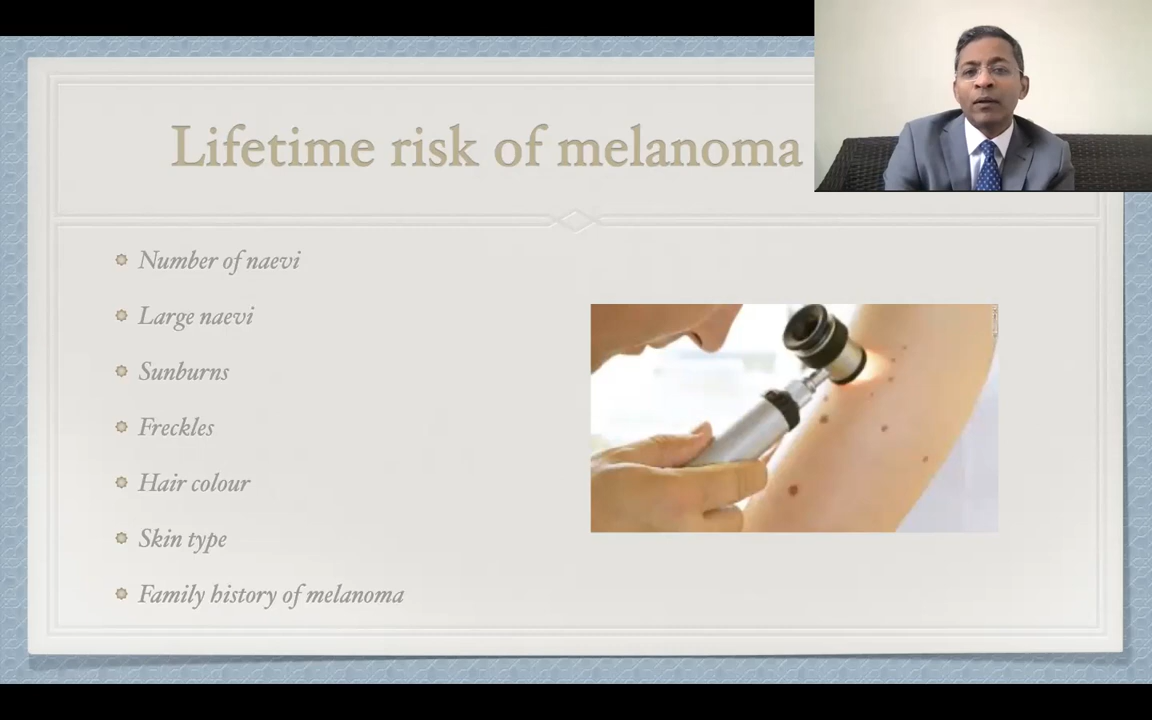 Lifetime risk of melanoma
Number of naevi
Large naevi
Sunburns
Freckles
Hair colour
Skin type
Family history of melanoma